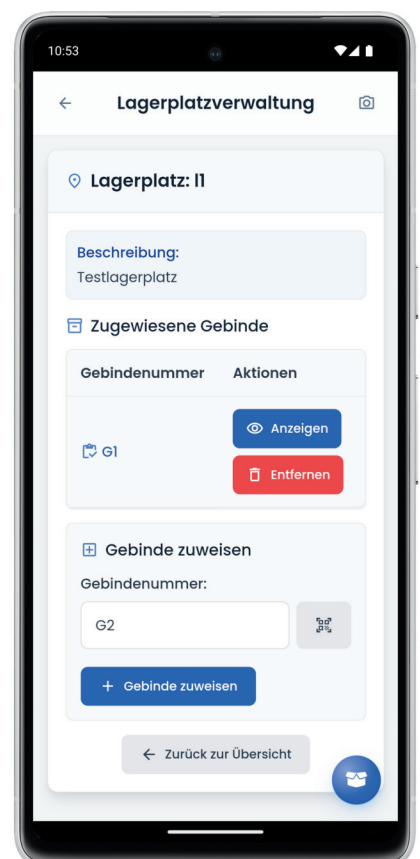 10:53
Lagerplatzverwaltung
Lagerplatz: l1
Beschreibung:
Testlagerplatz
Zugewiesene Gebinde
Gebindenummer Aktionen
Anzeigen
G1
Entfernen
Gebinde zuweisen
Gebindenummer:
G2
+ Gebinde zuweisen
← Zurück zur Übersicht